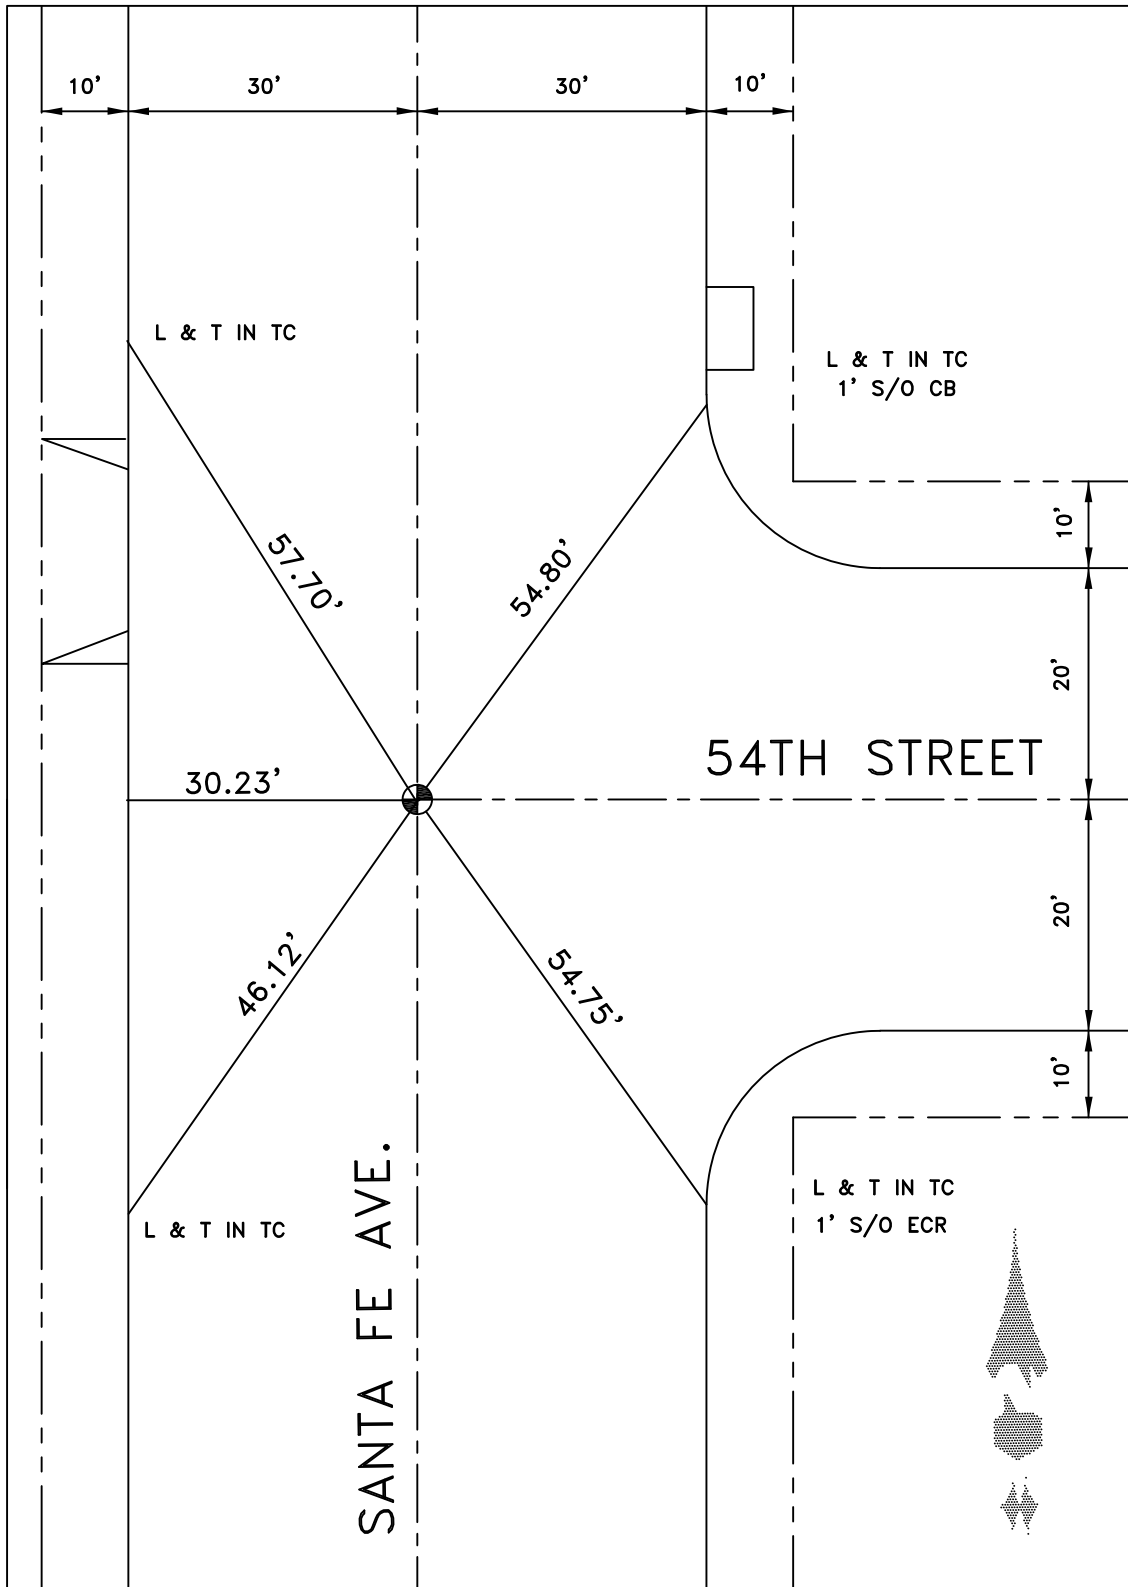 10’
30’
30’
10’
L & T IN TC
L & T IN TC
1’ S/O CB
10’
57.70’
54.80’
20’
54TH STREET
30.23’
20’
46.12’
54.75’
10’
SANTA FE AVE.
L & T IN TC
1’ S/O ECR
L & T IN TC